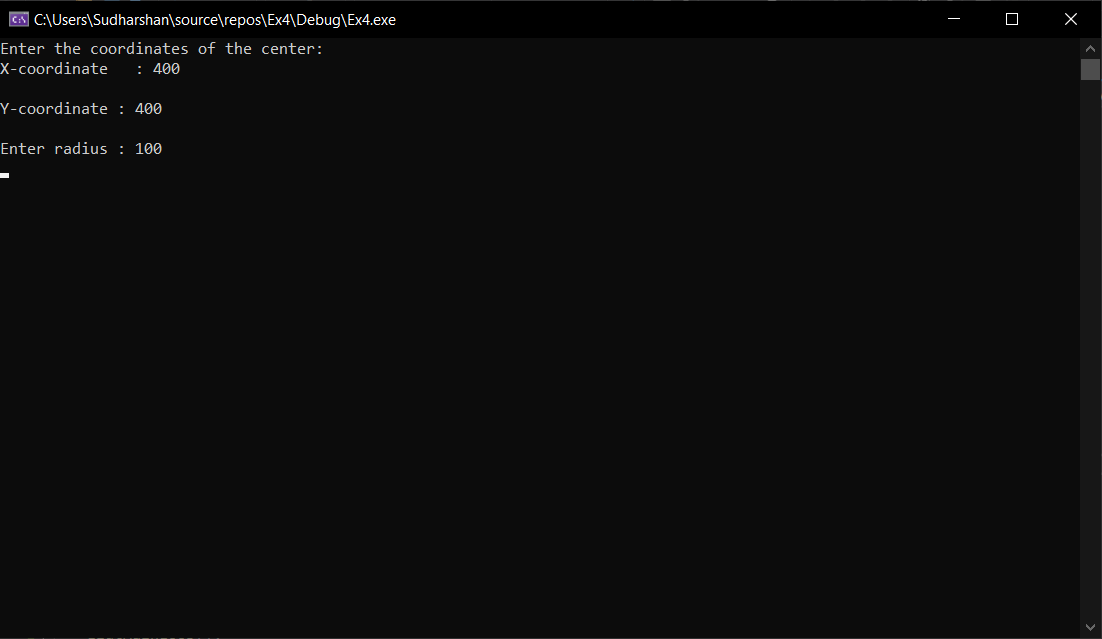 C:\Users\Sudharshan\source\repos\Ex4\Debug\Ex4.exe
Enter the coordinates of the center:
X-coordinate   : 400
Y-coordinate : 400
Enter radius : 100